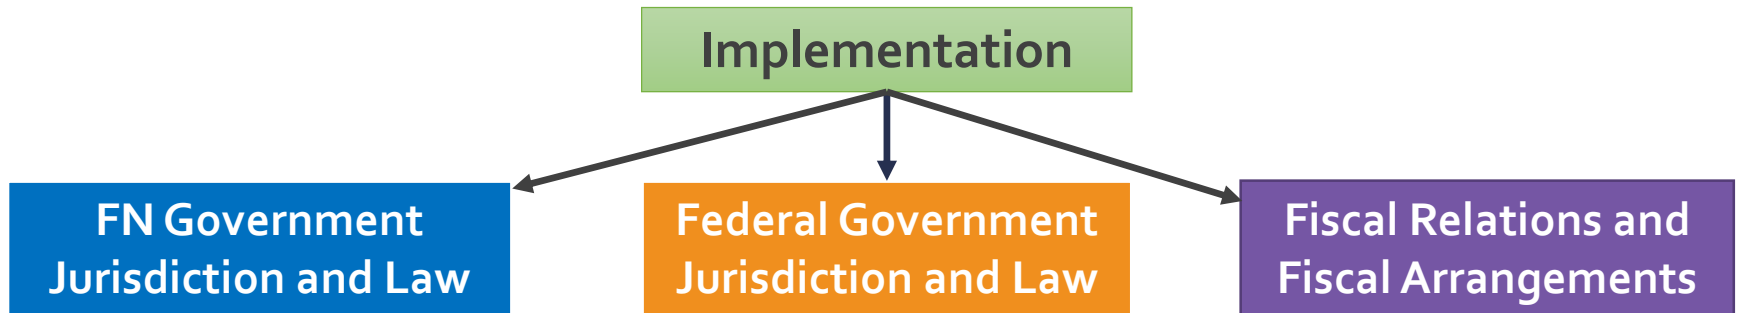 Implementation
FN Government
Jurisdiction and Law
Federal Government
Jurisdiction and Law
Fiscal Relations and
Fiscal Arrangements